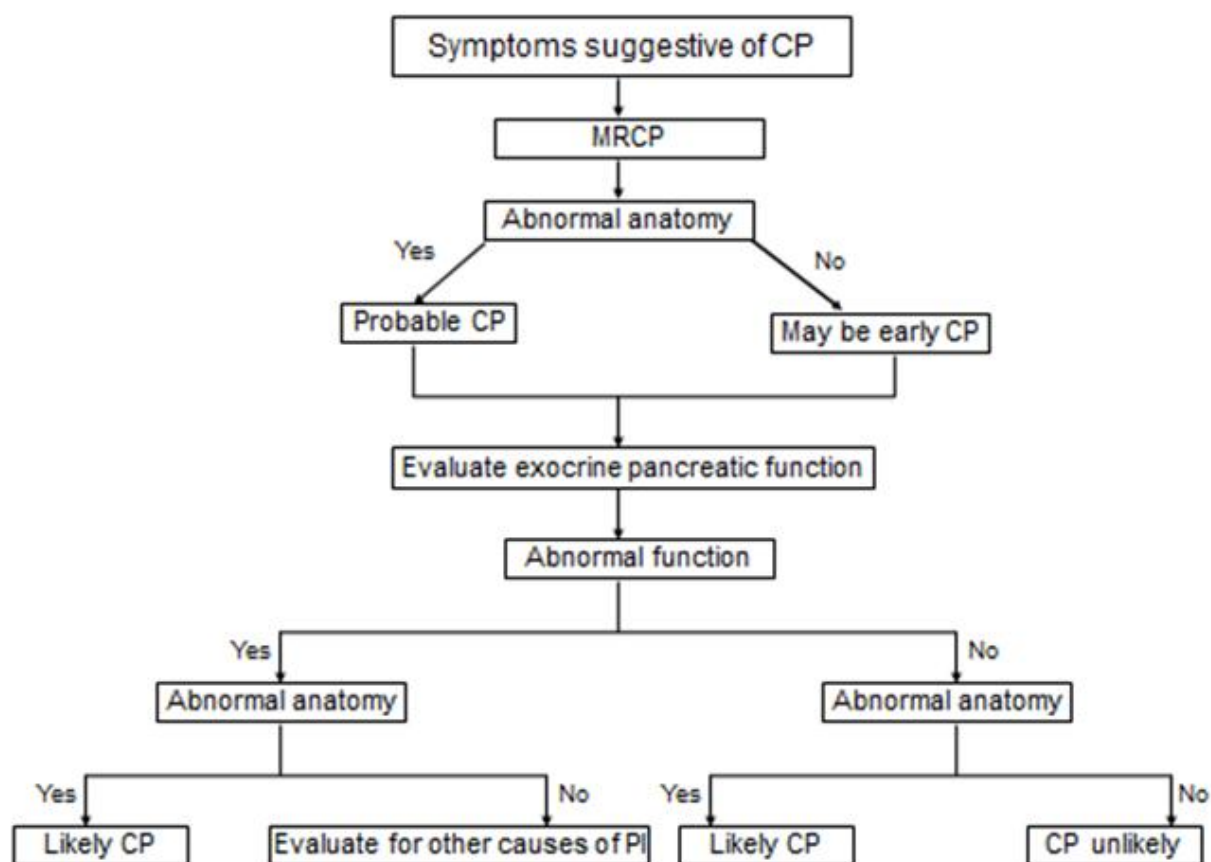 Symptoms suggestive of CP
MRCP
Abnormal anatomy
Yes
No
Probable CP
May be early CP
Evaluate exocrine pancreatic function
Abnormal function
Yes
No
Abnormal anatomy
Abnormal anatomy
Yes
No
Yes
No
Likely CP
Evaluate for other causes of PI
Likely CP
CP unlikely